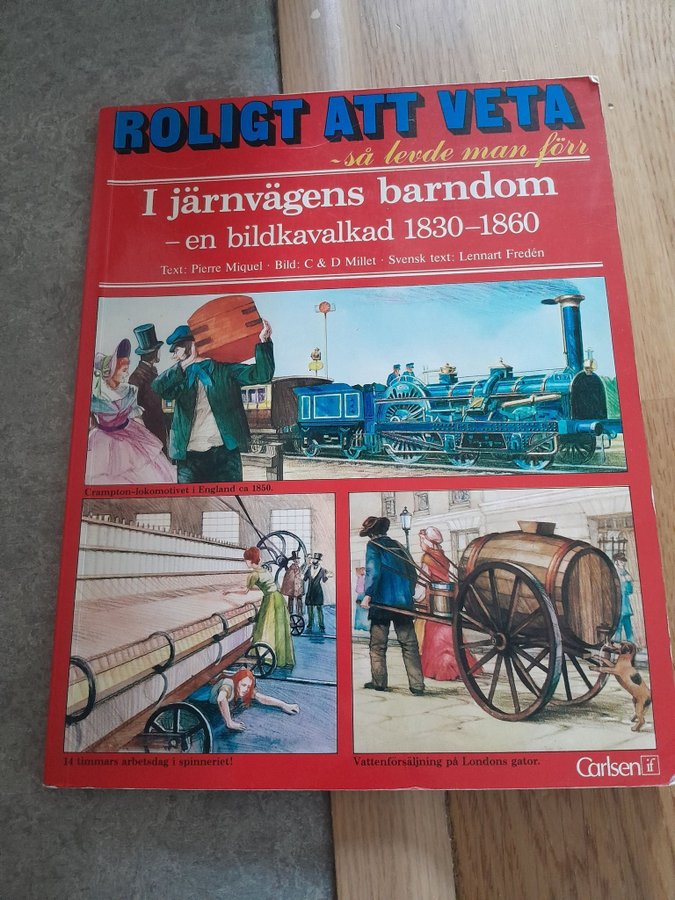 ROLIGT ATT VETA
-så levde man förr
I järnvägens barndom
– en bildkavalkad 1830–1860
Text: Pierre Miquel · Bild: C & D Millet · Svensk text: Lennart Fredén
Crampton-lokomotivet i England ca 1850.
14 timmars arbetsdag i spinneriet!
Vattenförsäljning på Londons gator.
Carlsen if